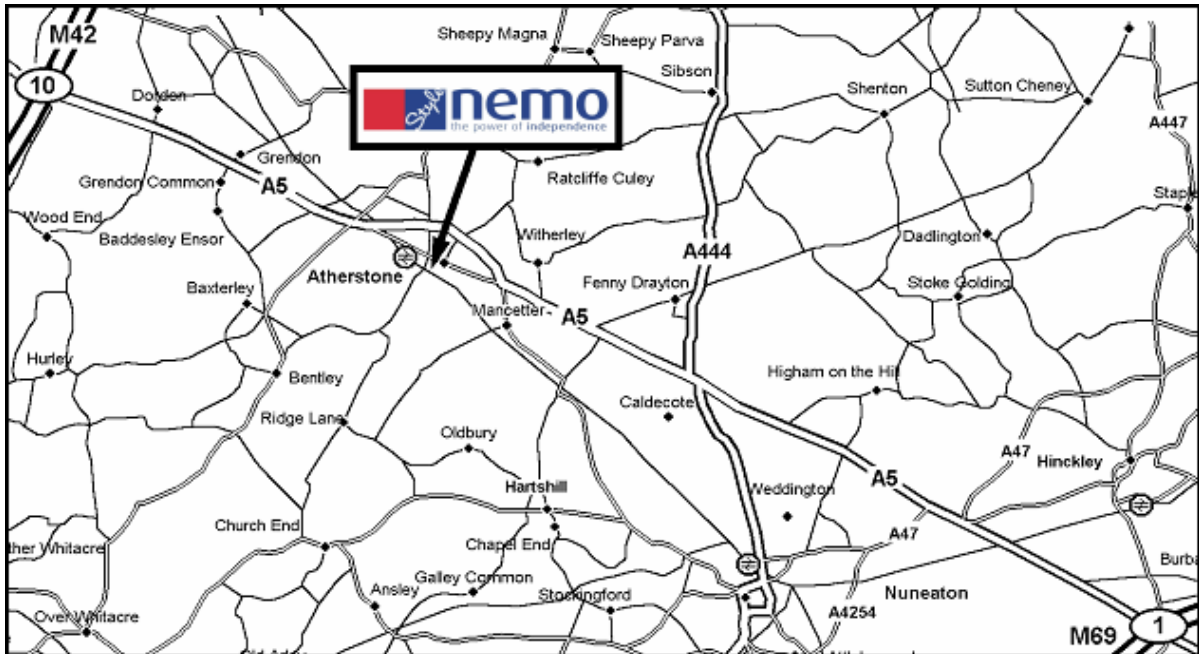 M42
Sheepy Magna
Sheepy Parva
10
Sibson
Dordon
Style nemo
the power of independence
Shenton
Sutton Cheney
A447
Grendon
Grendon Common
A5
Ratcliffe Culey
Wood End
Baddesley Ensor
Witherley
A444
Dadlington
Atherstone
Baxterley
Fenny Drayton
Stoke Golding
Mancetter
A5
Hurley
Bentley
Higham on the Hill
Ridge Lane
Caldecote
Oldbury
A47
Hinckley
Hartshill
Weddington
A5
Church End
A47
ther Whitacre
Chapel End
Galley Common
Ansley
Stockingford
Nuneaton
Over Whitacre
A4254
M69
1